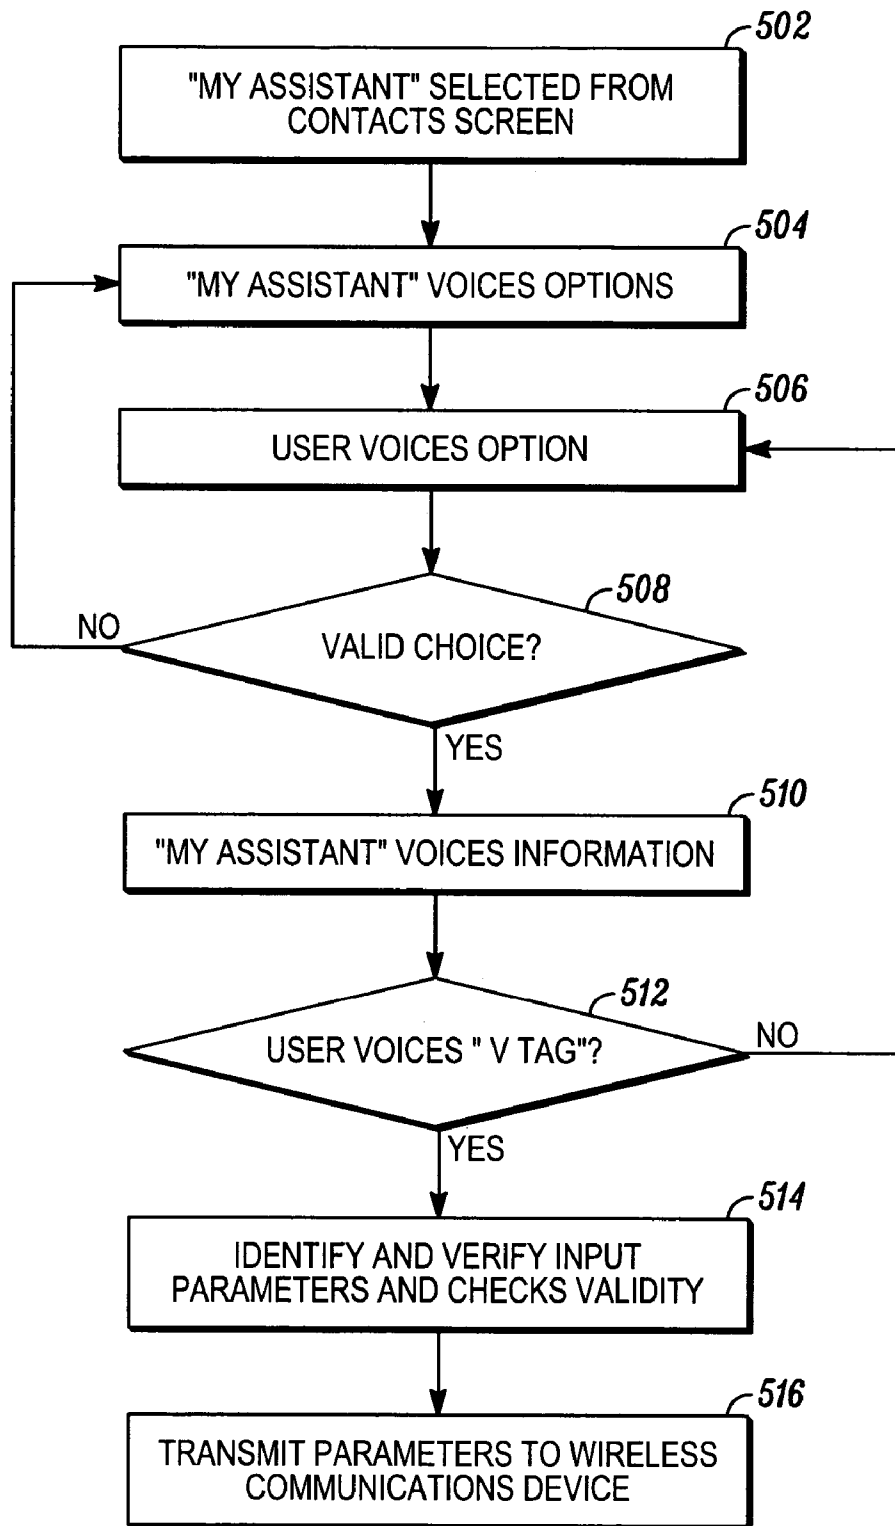 502
"MY ASSISTANT" SELECTED FROM
CONTACTS SCREEN
504
"MY ASSISTANT" VOICES OPTIONS
506
USER VOICES OPTION
508
NO
VALID CHOICE?
YES
510
"MY ASSISTANT" VOICES INFORMATION
512
USER VOICES " V TAG"?
NO
YES
514
IDENTIFY AND VERIFY INPUT
PARAMETERS AND CHECKS VALIDITY
516
TRANSMIT PARAMETERS TO WIRELESS
COMMUNICATIONS DEVICE